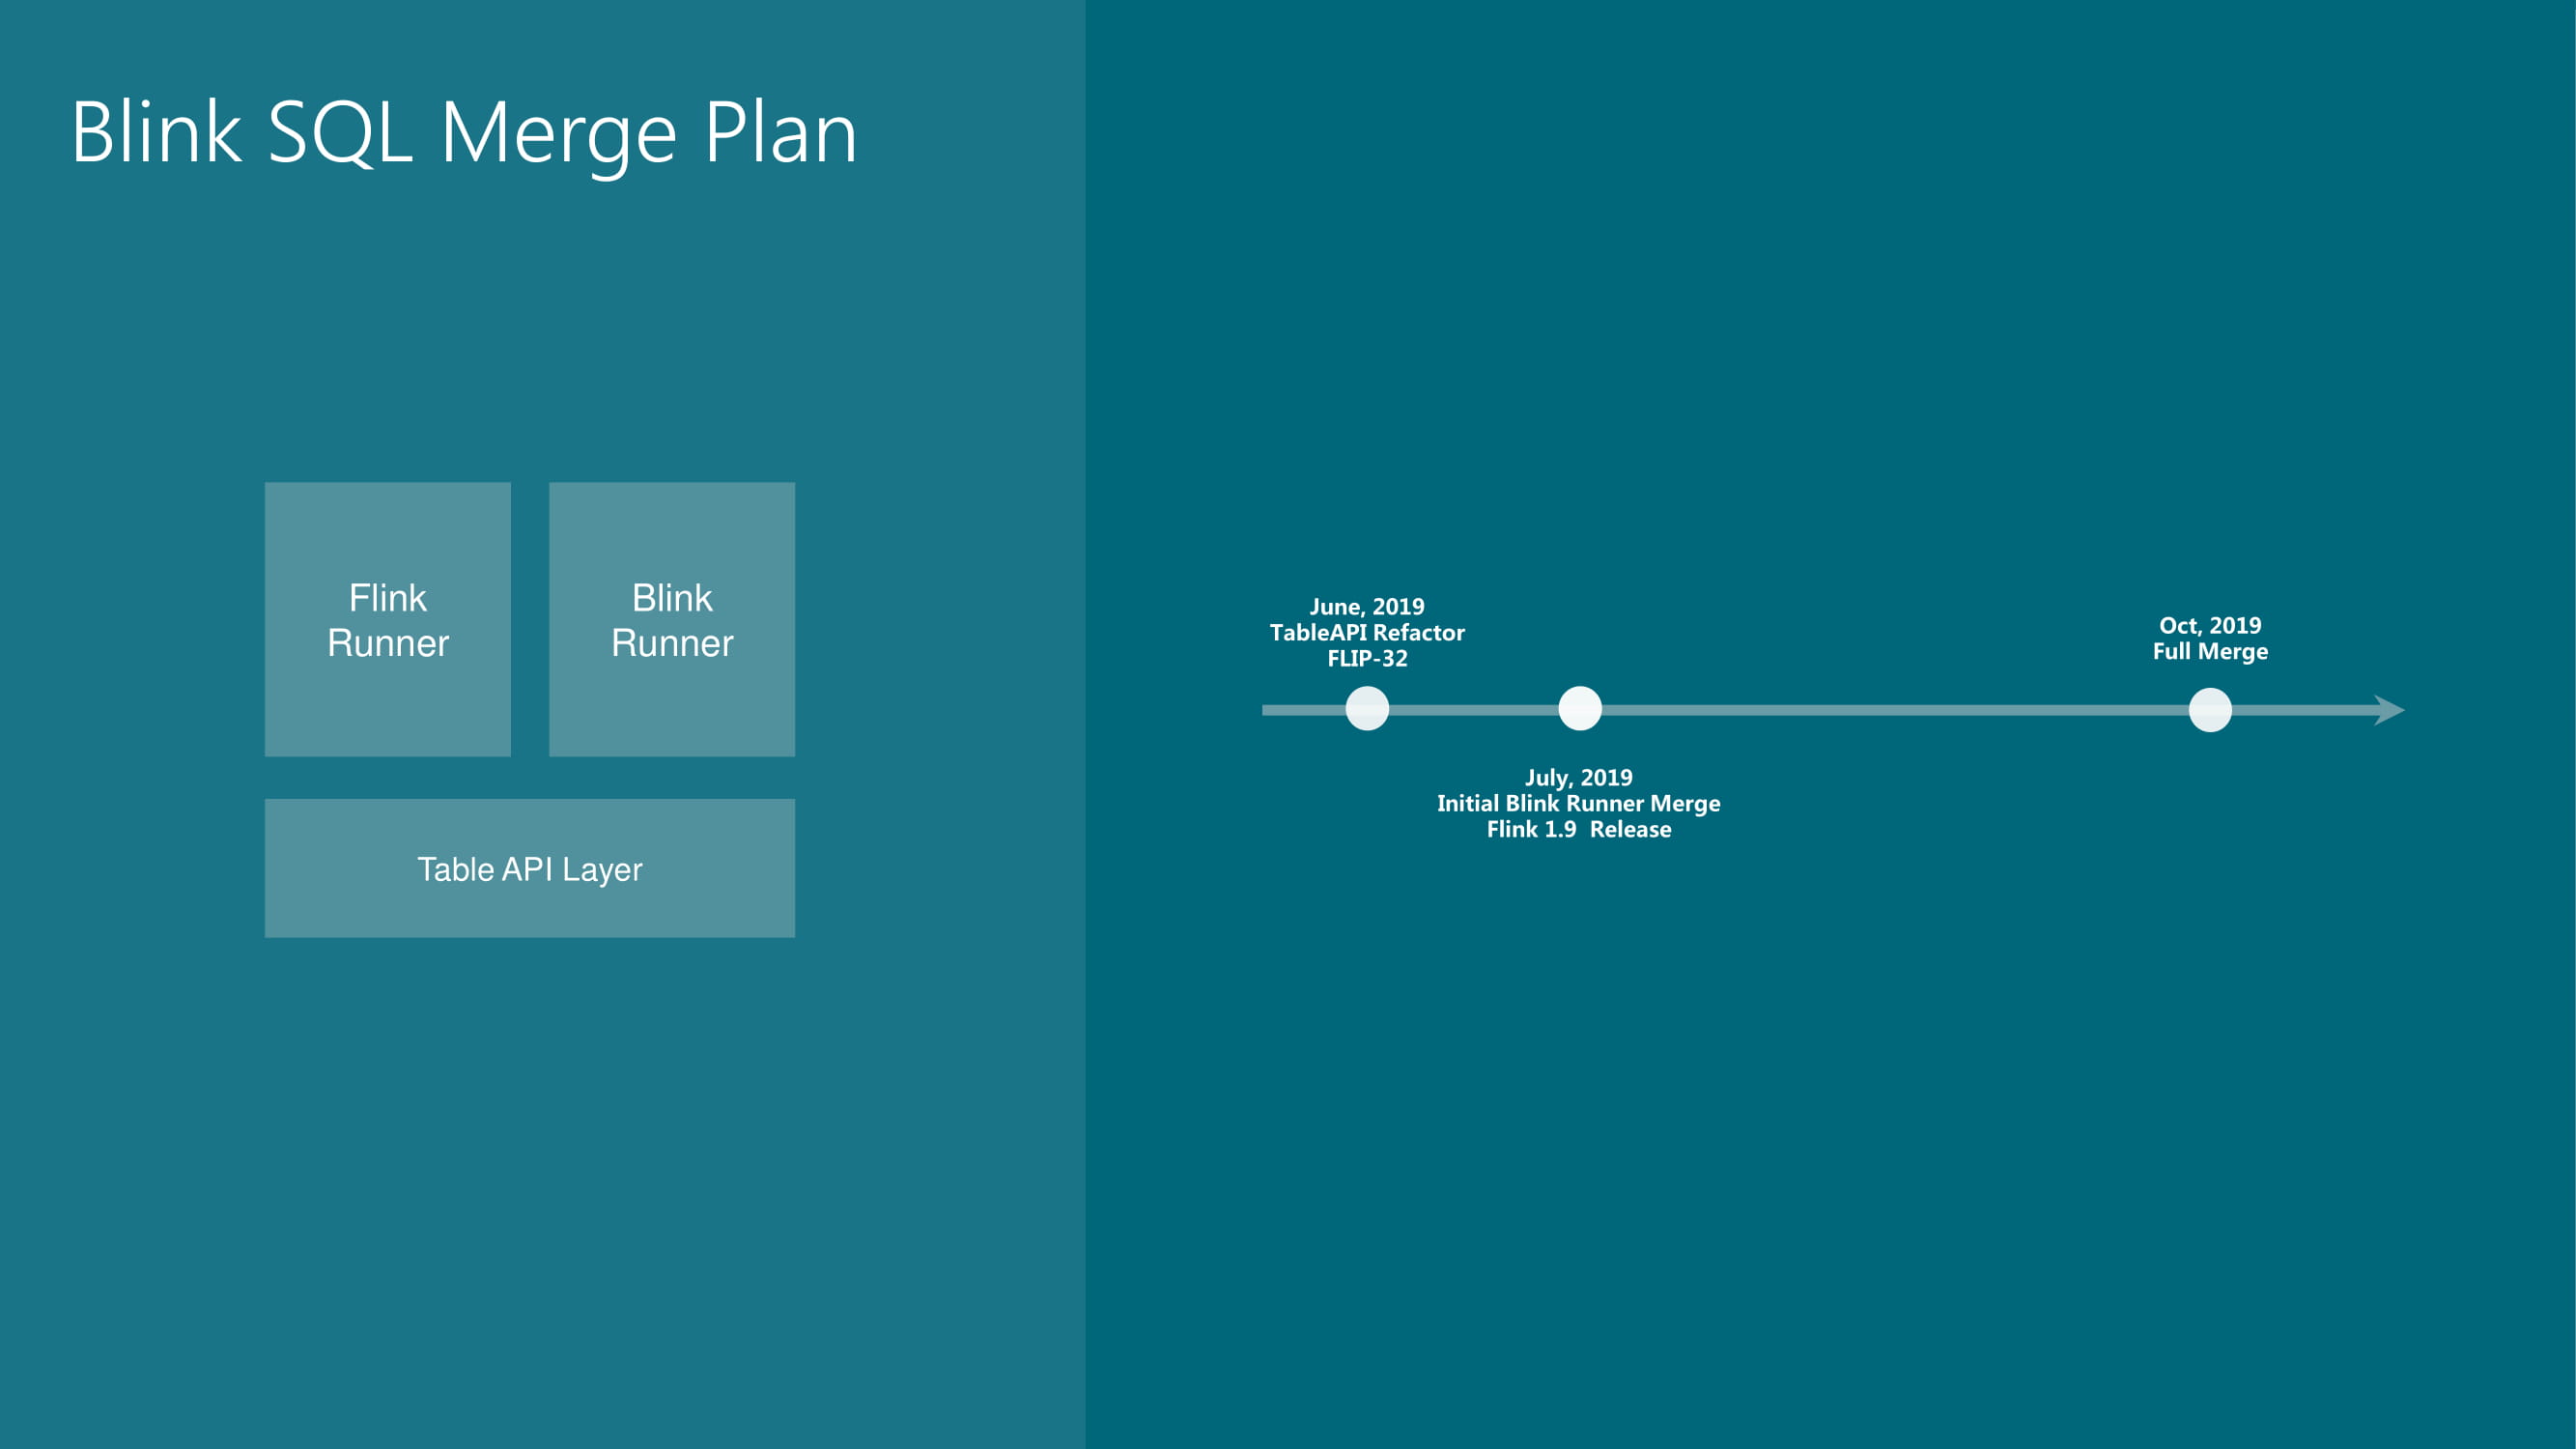 Blink SQL Merge Plan
Flink
Runner
Blink
Runner
Table API Layer
June, 2019
TableAPI Refactor
FLIP-32
July, 2019
Initial Blink Runner Merge
Flink 1.9  Release
Oct, 2019
Full Merge